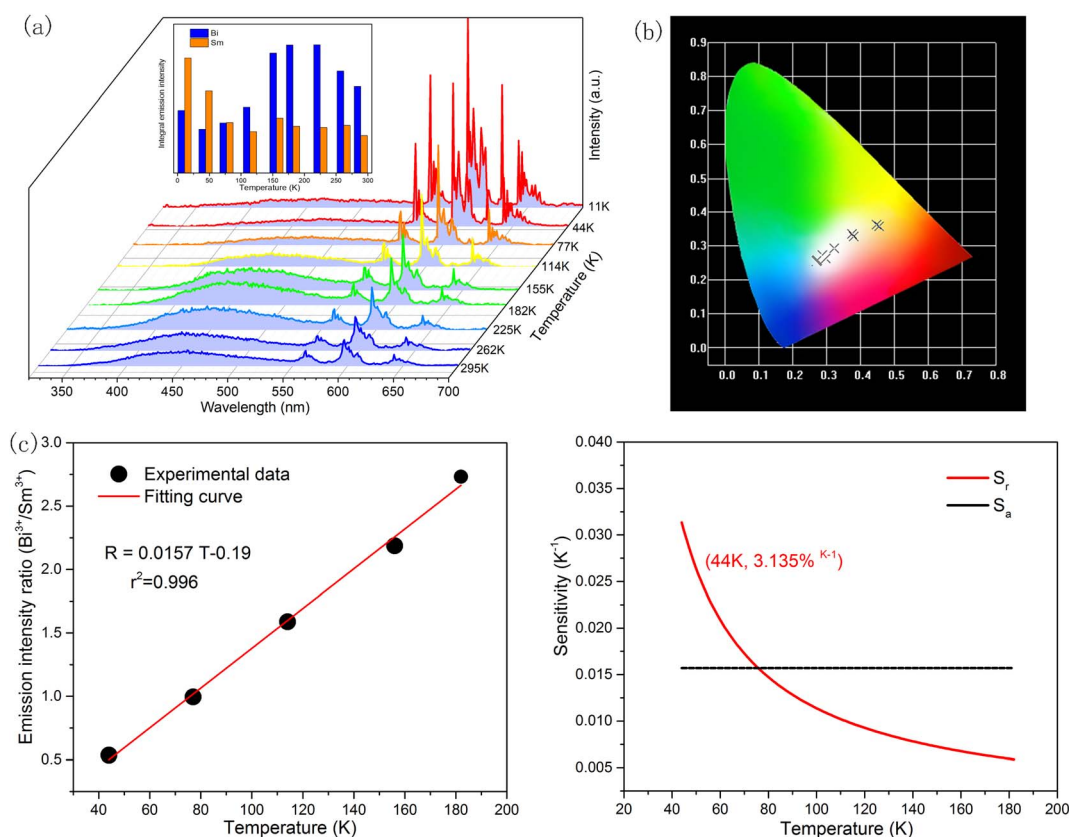 (a)
Bi
Sm
Integral emission intensity
0 50 100 150 200 250 300
Temperature (K)
Intensity (a.u.)
11K
44K
77K
114K
155K
182K
225K
262K
295K
Temperature (K)
350 400 450 500 550 600 650 700
Wavelength (nm)
(b)
0.9
0.8
0.7
0.6
0.5
0.4
0.3
0.2
0.1
0.0
0.0 0.1 0.2 0.3 0.4 0.5 0.6 0.7 0.8
(c)
Emission intensity ratio (Bi³⁺/Sm³⁺)
3.0
2.5
2.0
1.5
1.0
0.5
Experimental data
Fitting curve
R = 0.0157 T-0.19
r²=0.996
40 60 80 100 120 140 160 180 200
Temperature (K)
Sensitivity (K⁻¹)
0.040
0.035
0.030
0.025
0.020
0.015
0.010
0.005
Sᵣ
Sₐ
(44K, 3.135% ᴷ⁻¹)
20 40 60 80 100 120 140 160 180 200
Temperature (K)